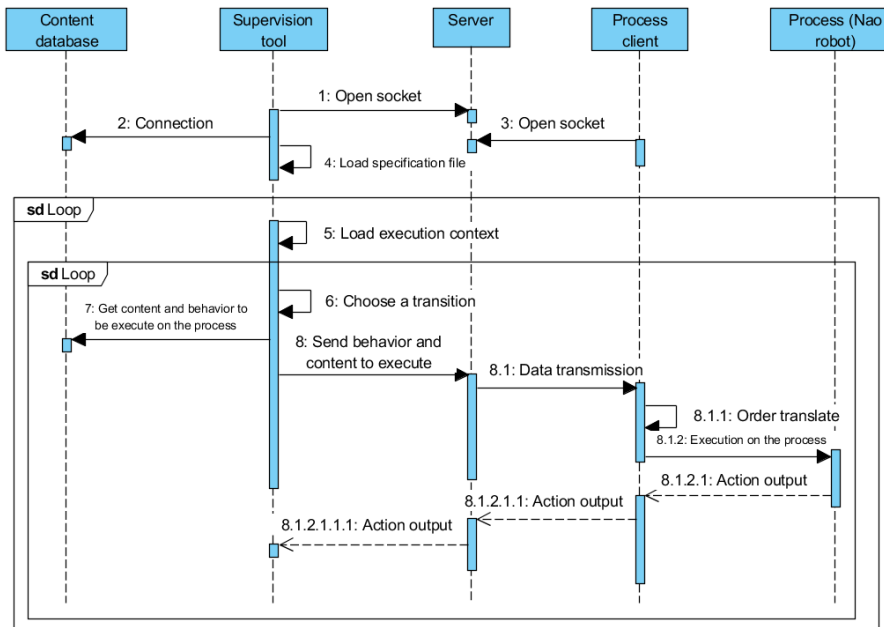 Content
database
Supervision
tool
Server
Process
client
Process (Nao
robot)
1: Open socket
2: Connection
3: Open socket
4: Load specification file
sd Loop
5: Load execution context
sd Loop
6: Choose a transition
7: Get content and behavior to
be execute on the process
8: Send behavior and
content to execute
8.1: Data transmission
8.1.1: Order translate
8.1.2: Execution on the process
8.1.2.1: Action output
8.1.2.1.1: Action output
8.1.2.1.1.1: Action output